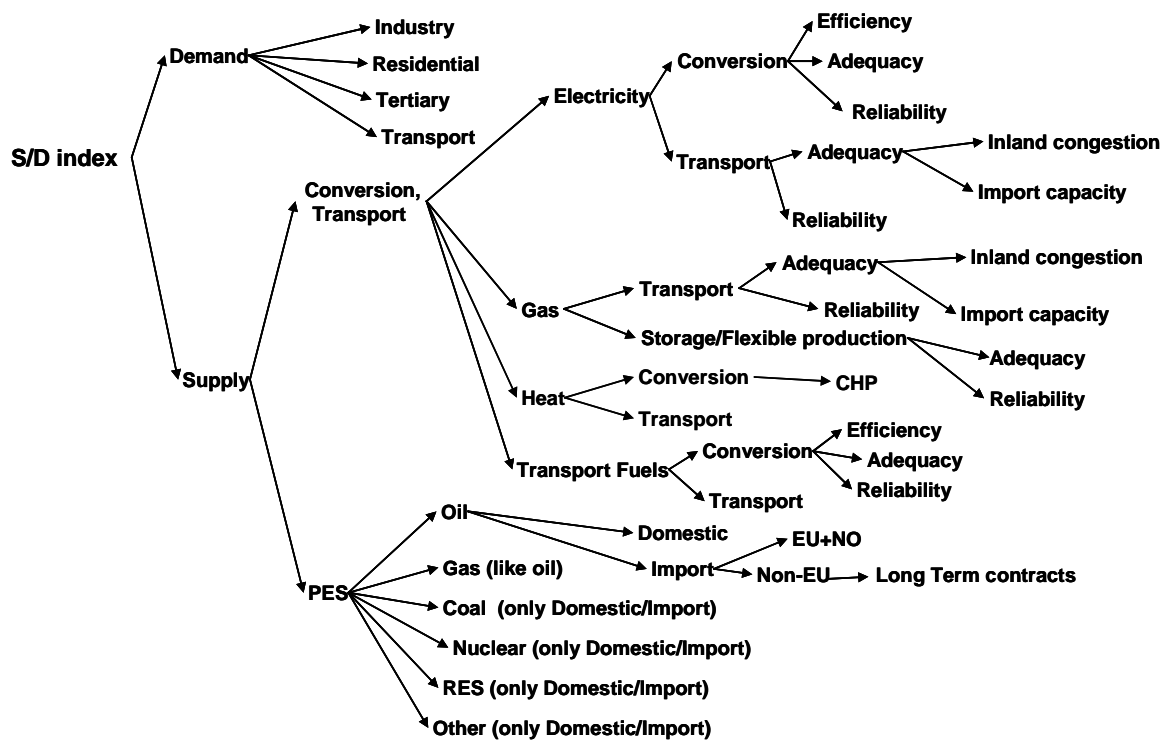 S/D index
Demand
Industry
Residential
Tertiary
Transport
Supply
Conversion,
Transport
Electricity
Conversion
Efficiency
Adequacy
Reliability
Transport
Adequacy
Inland congestion
Import capacity
Reliability
Gas
Transport
Adequacy
Inland congestion
Import capacity
Reliability
Storage/Flexible production
Adequacy
Reliability
Heat
Conversion
CHP
Transport
Transport Fuels
Conversion
Efficiency
Adequacy
Reliability
Transport
PES
Oil
Domestic
Import
EU+NO
Non-EU
Long Term contracts
Gas (like oil)
Coal (only Domestic/Import)
Nuclear (only Domestic/Import)
RES (only Domestic/Import)
Other (only Domestic/Import)